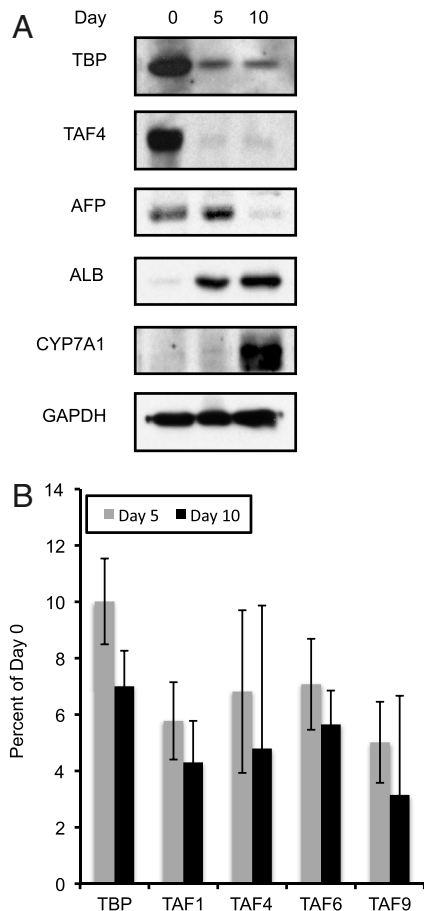 A
Day 0 5 10
TBP
TAF4
AFP
ALB
CYP7A1
GAPDH
B
14
12
10
8
6
4
2
0
Percent of Day 0
Day 5 Day 10
TBP TAF1 TAF4 TAF6 TAF9